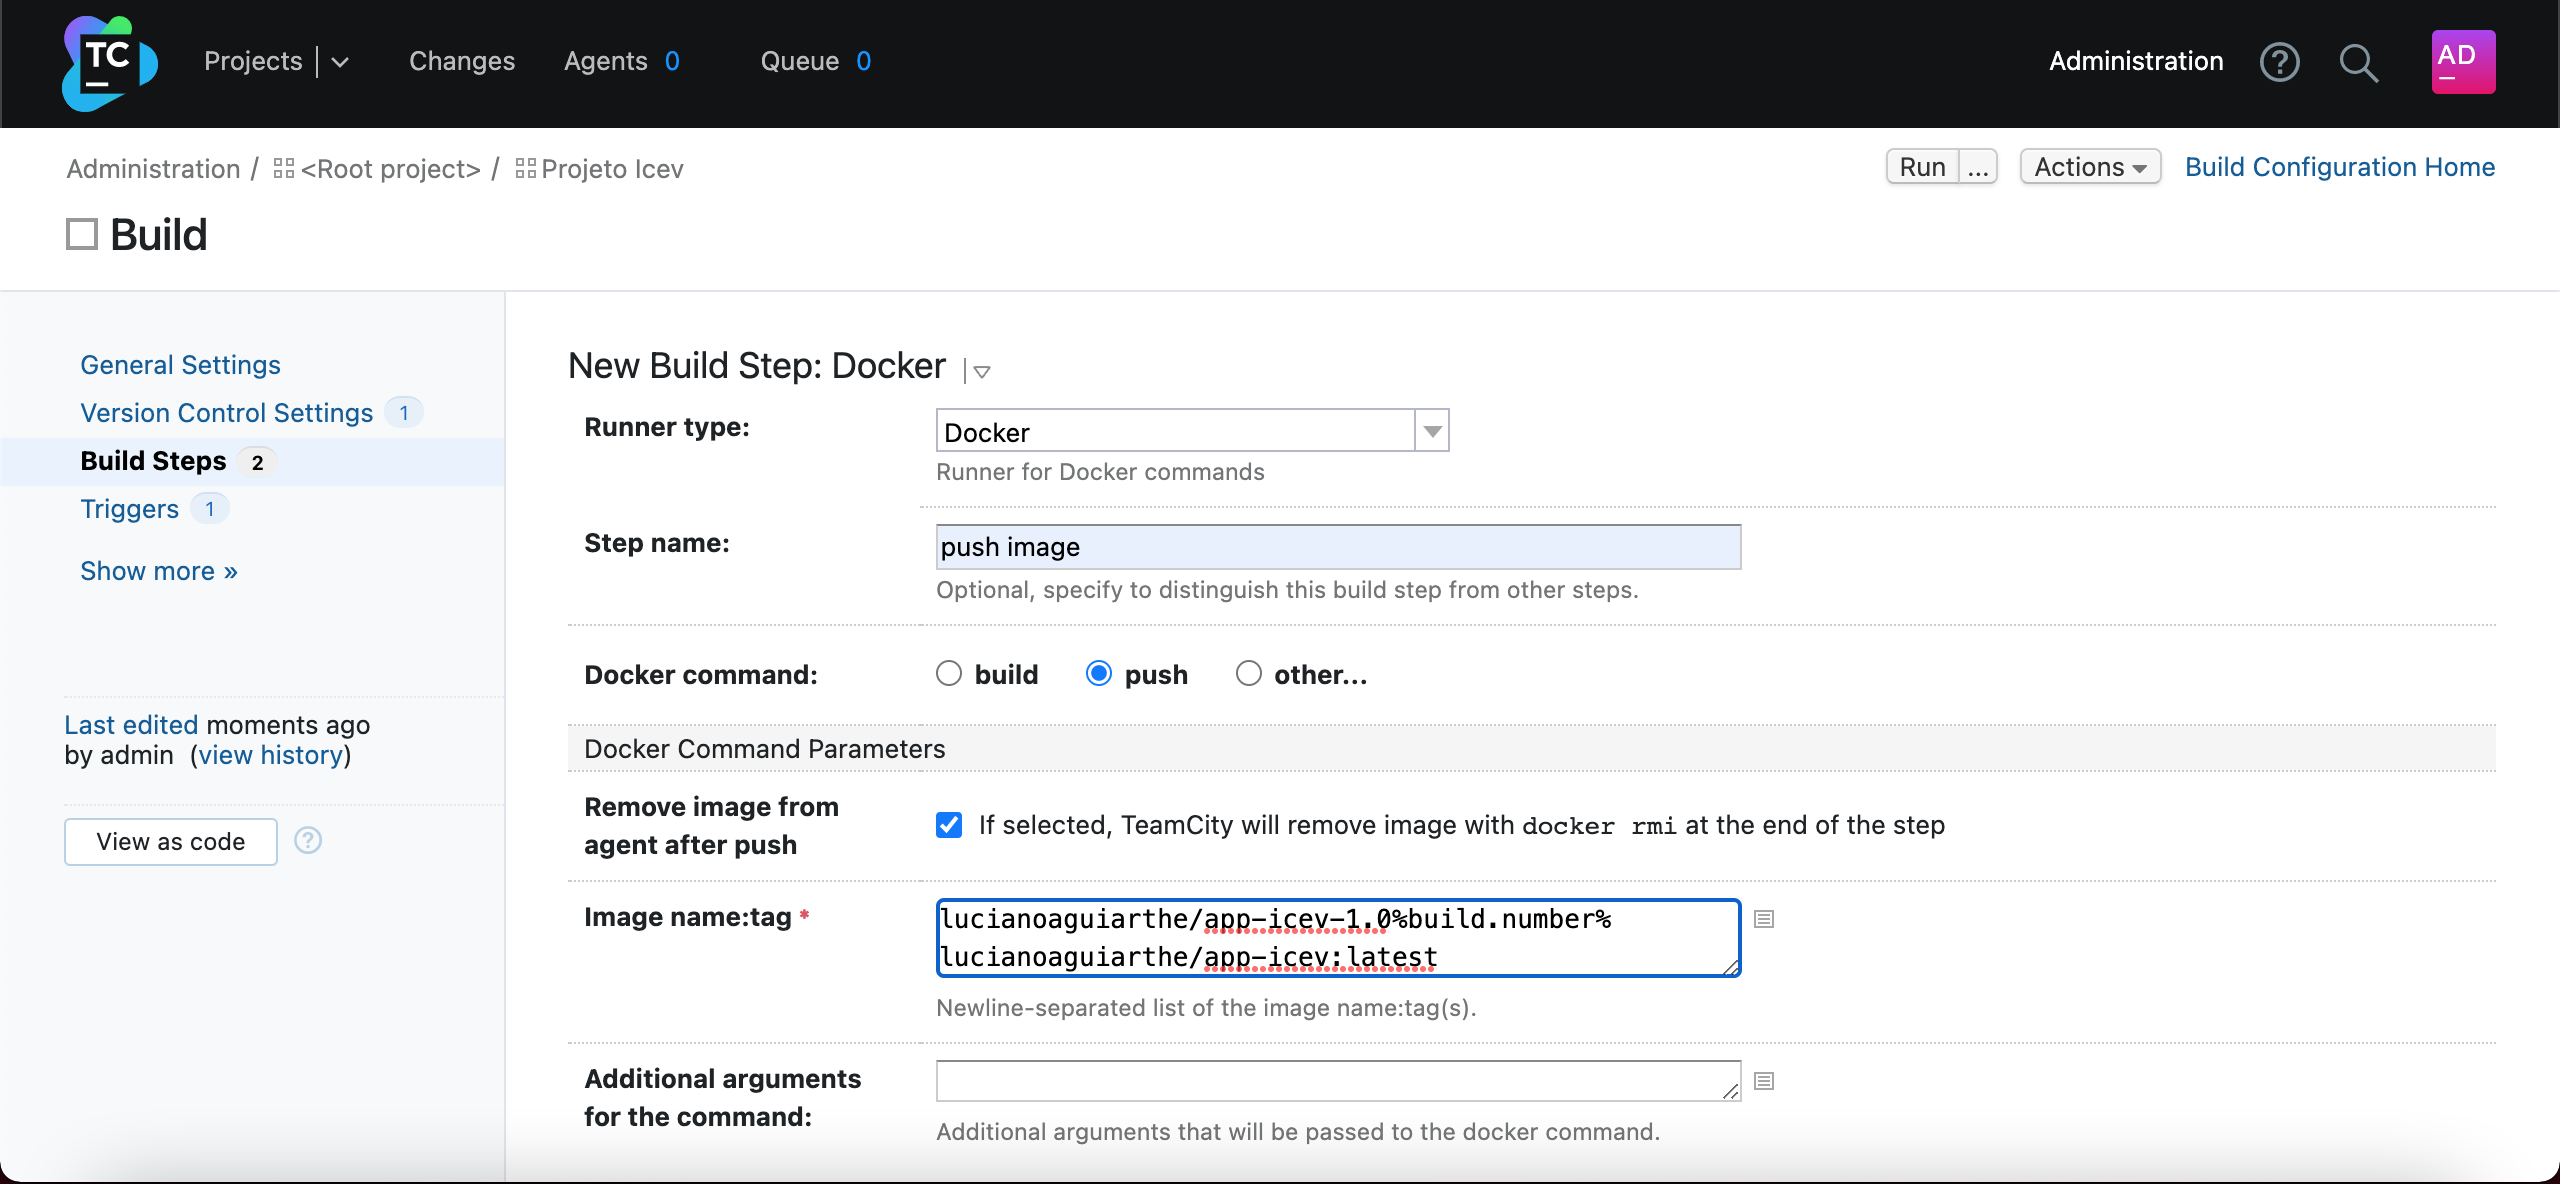 TC
Projects
Changes
Agents 0
Queue 0
Administration
AD
Administration / <Root project> / Projeto Icev
Run ...
Actions
Build Configuration Home
Build
General Settings
Version Control Settings 1
Build Steps 2
Triggers 1
Show more »
Last edited moments ago
by admin (view history)
View as code ?
New Build Step: Docker
Runner type:
Docker
Runner for Docker commands
Step name:
push image
Optional, specify to distinguish this build step from other steps.
Docker command:
build push other...
Docker Command Parameters
Remove image from
agent after push
If selected, TeamCity will remove image with docker rmi at the end of the step
Image name:tag *
lucianoaguiarthe/app-icev-1.0%build.number%
lucianoaguiarthe/app-icev:latest
Newline-separated list of the image name:tag(s).
Additional arguments
for the command:
Additional arguments that will be passed to the docker command.